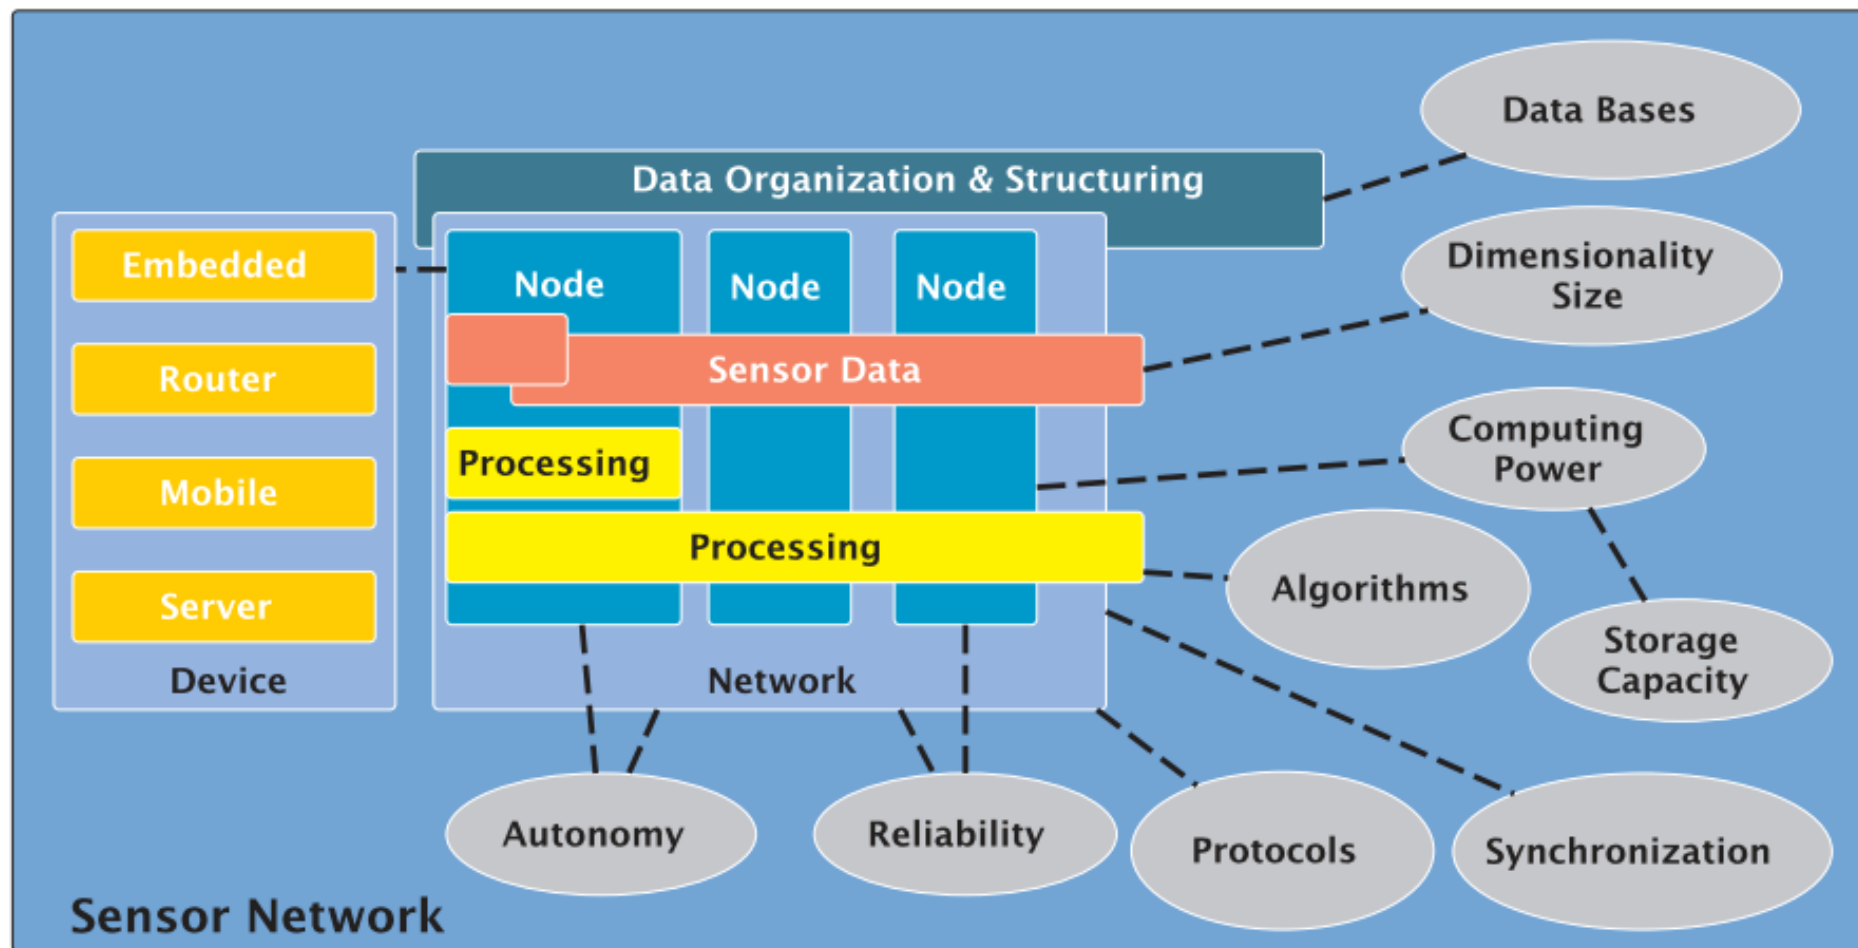 Data Bases
Data Organization & Structuring
Embedded
Router
Mobile
Server
Device
Node
Node
Node
Sensor Data
Processing
Processing
Network
Dimensionality
Size
Computing
Power
Algorithms
Storage
Capacity
Autonomy
Reliability
Protocols
Synchronization
Sensor Network